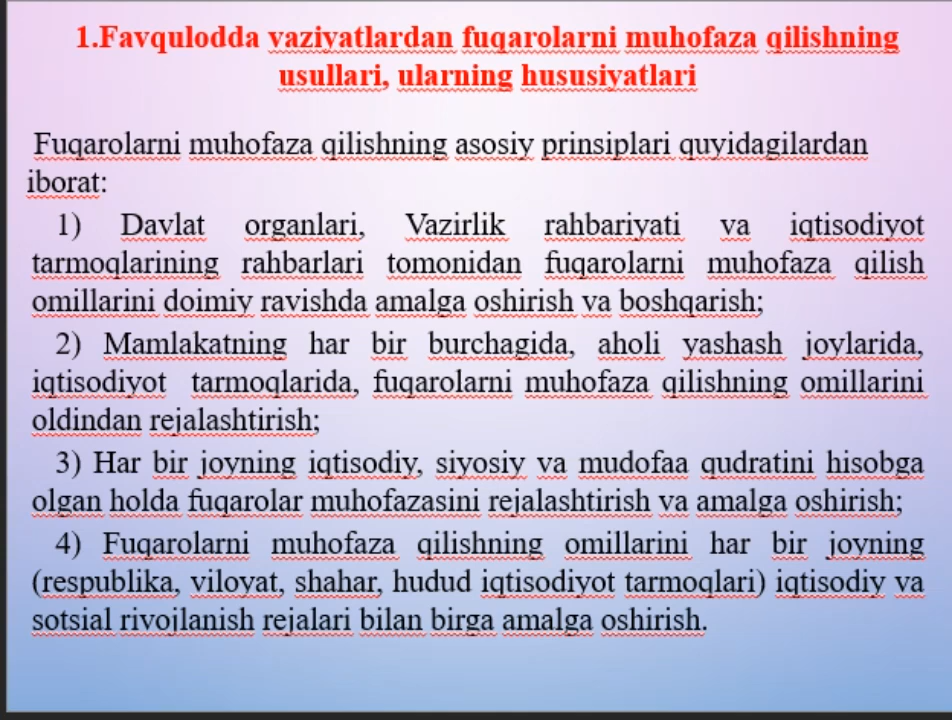 1.Favqulodda vaziyatlardan fuqarolarni muhofaza qilishning
usullari, ularning hususiyatlari
Fuqarolarni muhofaza qilishning asosiy prinsiplari quyidagilardan
iborat:
1) Davlat organlari, Vazirlik rahbariyati va iqtisodiyot
tarmoqlarining rahbarlari tomonidan fuqarolarni muhofaza qilish
omillarini doimiy ravishda amalga oshirish va boshqarish;
2) Mamlakatning har bir burchagida, aholi yashash joylarida,
iqtisodiyot tarmoqlarida, fuqarolarni muhofaza qilishning omillarini
oldindan rejalashtirish;
3) Har bir joyning iqtisodiy, siyosiy va mudofaa qudratini hisobga
olgan holda fuqarolar muhofazasini rejalashtirish va amalga oshirish;
4) Fuqarolarni muhofaza qilishning omillarini har bir joyning
(respublika, viloyat, shahar, hudud iqtisodiyot tarmoqlari) iqtisodiy va
sotsial rivojlanish rejalari bilan birga amalga oshirish.